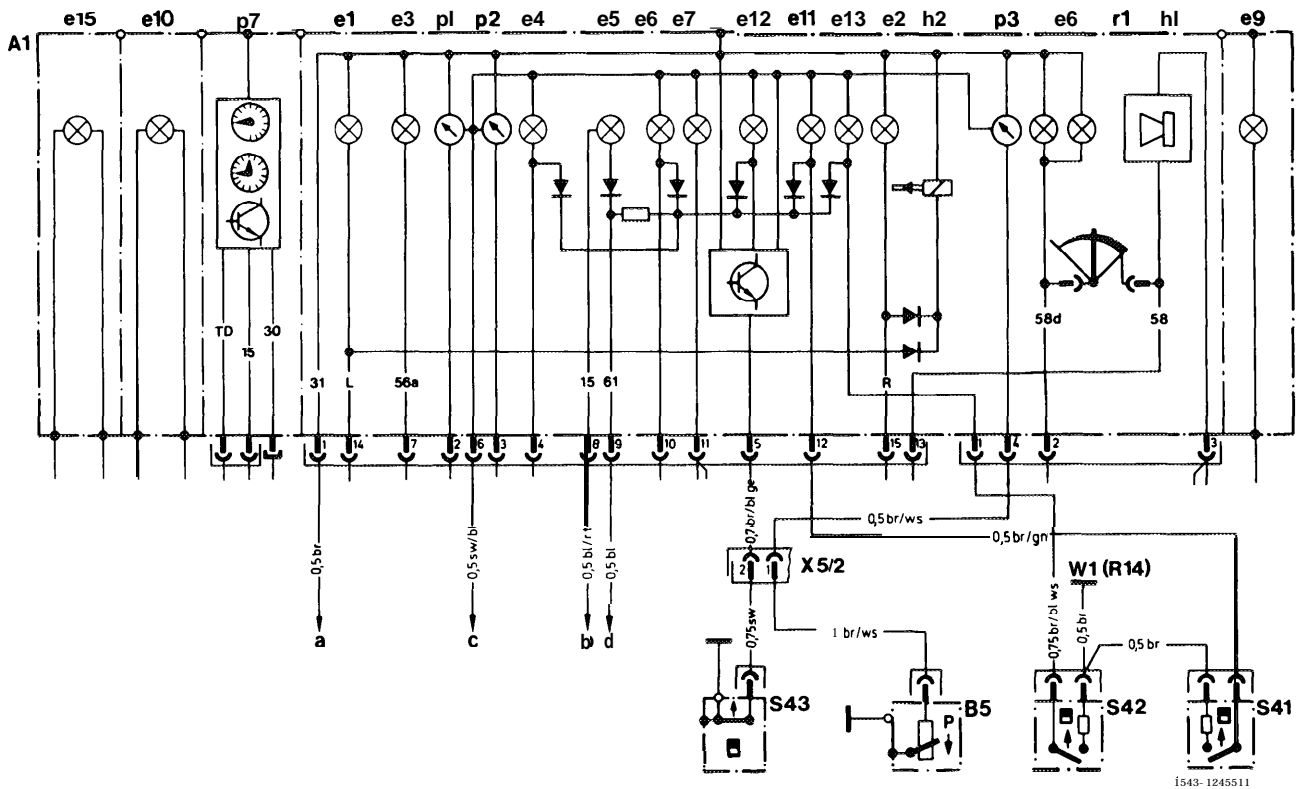 e15 e10 p7 e1 e3 pl p2 e4 e5 e6 e7 e12 e11 e13 e2 h2 p3 e6 r1 hl e9
A1
TD 15 30
31 L 56a 15 61 R 58d 58
1 14 7 2 6 3 4 8 9 10 11 5 12 15 13 1 4 2 3
0,5 br
0,5 sw/bl
0,5 bl/rt
0,5 bl
0,7 br/bl ge
0,5 br/ws
0,5 br/gn
2 1 X 5/2
W1 (R14)
0,75 sw
1 br/ws
0,75 br/bl ws
0,5 br
0,5 br
a c b d
S43
B5
P
S42
S41
1543-1245511